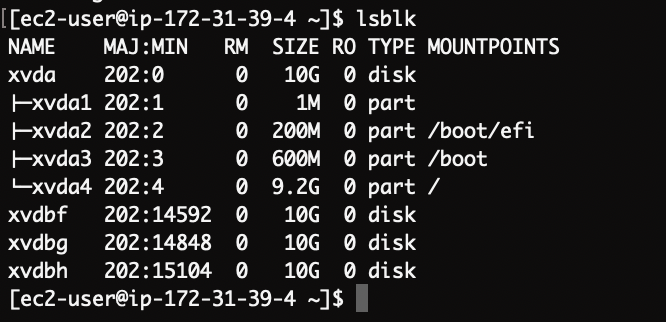 [ec2-user@ip-172-31-39-4 ~]$ lsblk
NAME    MAJ:MIN   RM  SIZE RO TYPE MOUNTPOINTS
xvda    202:0      0   10G  0 disk
├─xvda1 202:1      0    1M  0 part
├─xvda2 202:2      0  200M  0 part /boot/efi
├─xvda3 202:3      0  600M  0 part /boot
└─xvda4 202:4      0  9.2G  0 part /
xvdbf   202:14592  0   10G  0 disk
xvdbg   202:14848  0   10G  0 disk
xvdbh   202:15104  0   10G  0 disk
[ec2-user@ip-172-31-39-4 ~]$